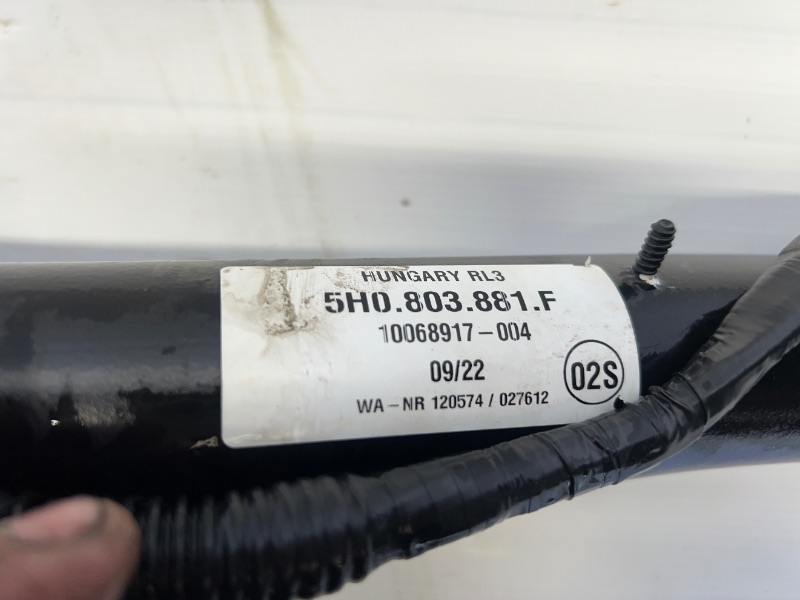 HUNGARY RL3
5H0.803.881.F
10068917-004
09/22
02S
WA-NR 120574 / 027612